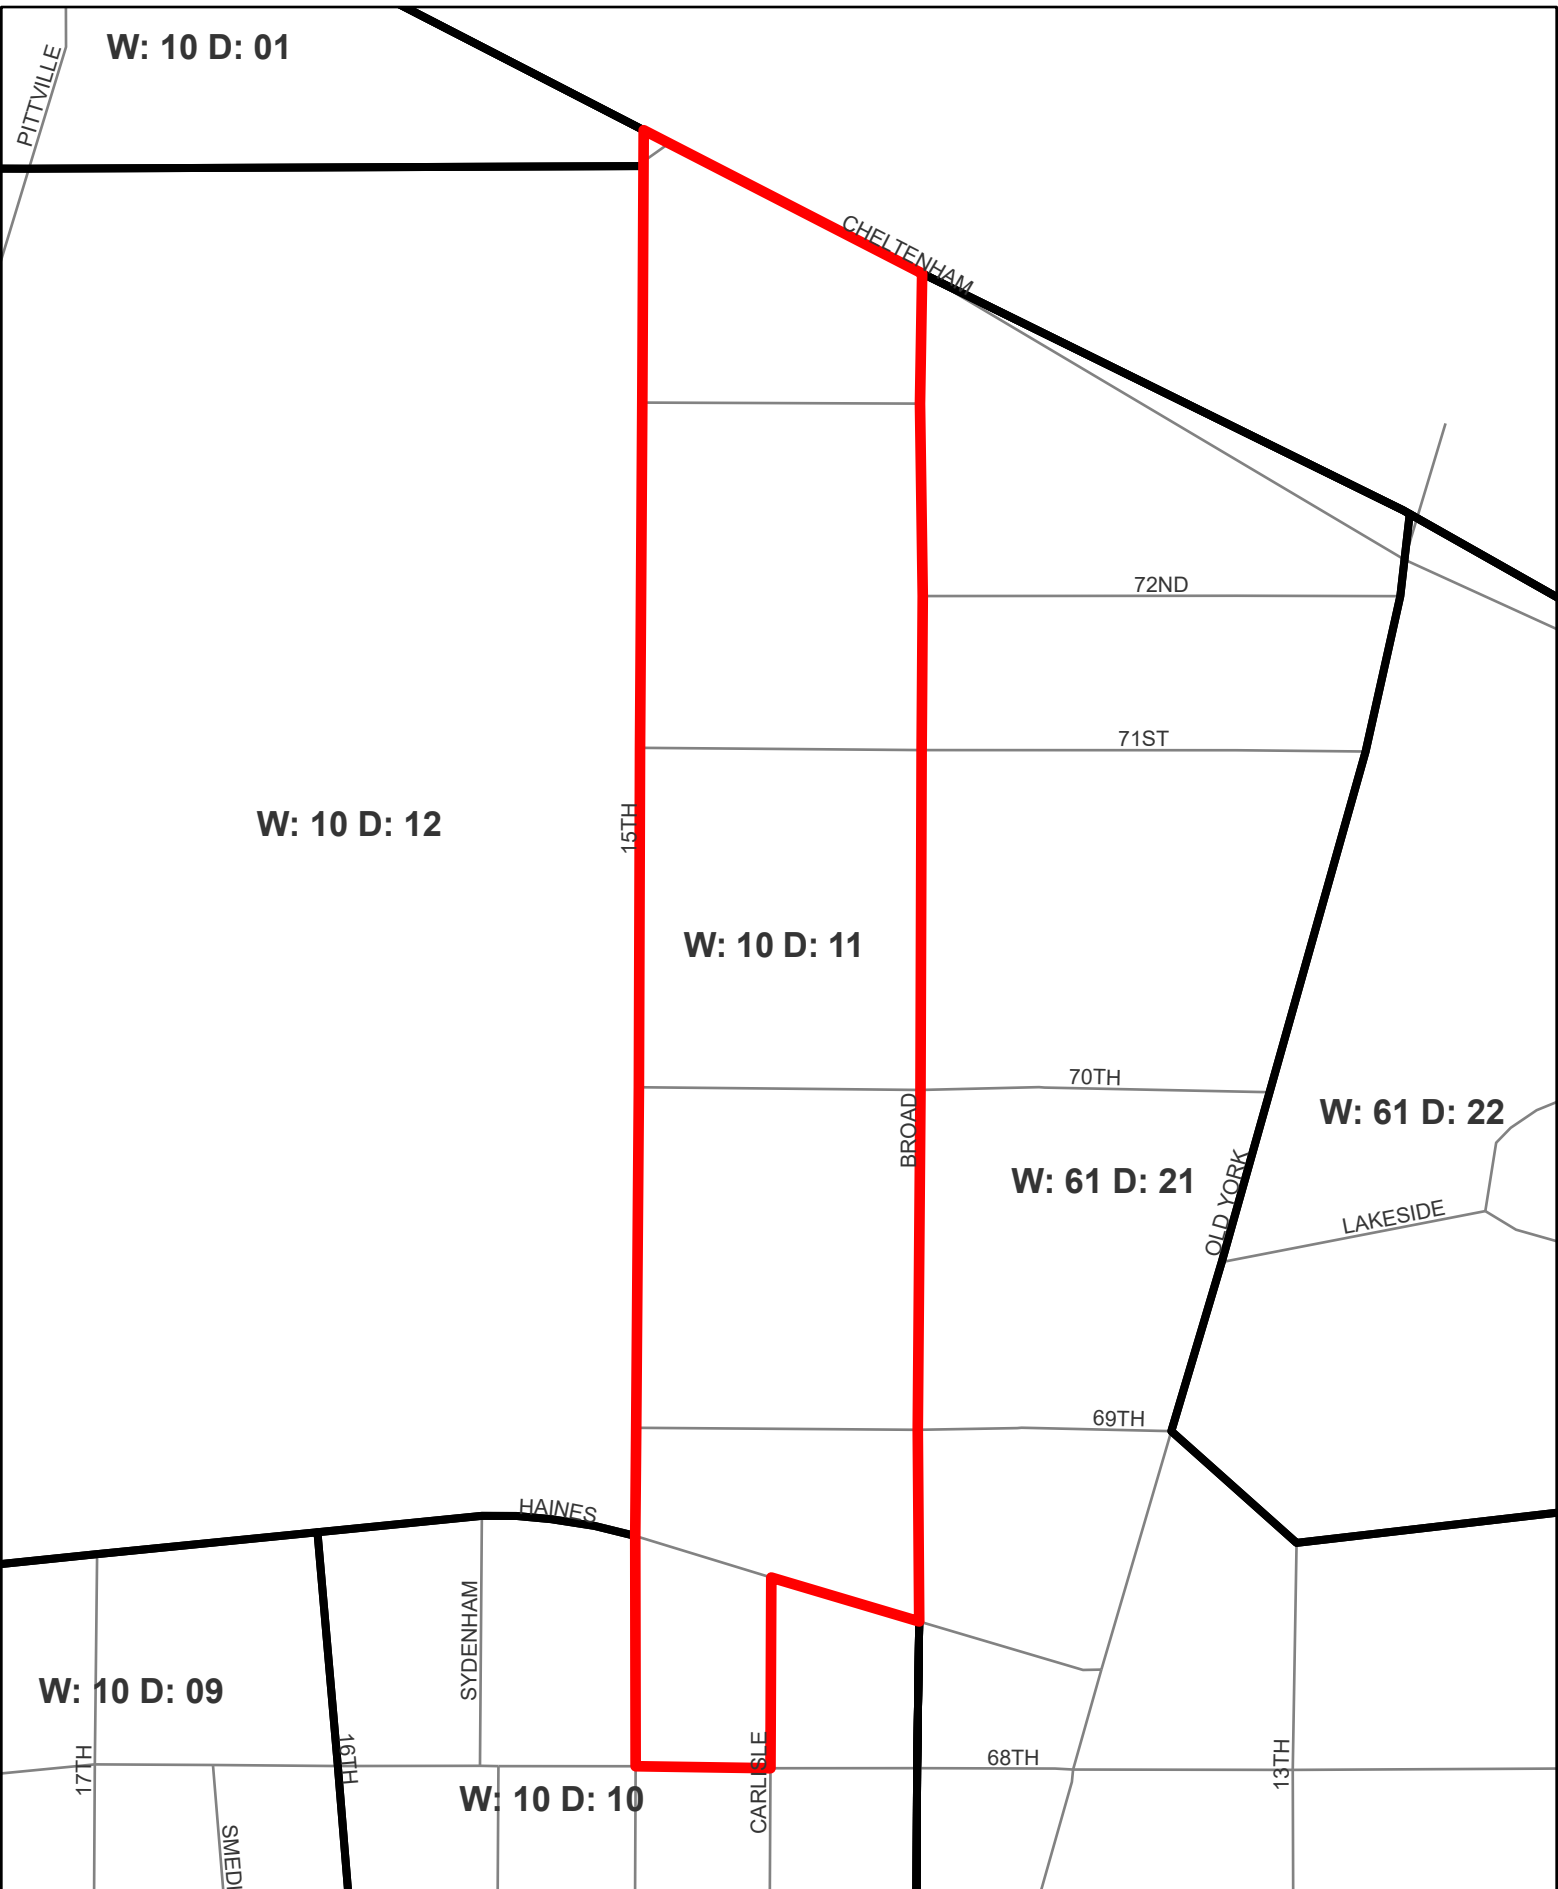 W: 10 D: 01
PITTVILLE
CHELTENHAM
72ND
71ST
W: 10 D: 12
15TH
W: 10 D: 11
70TH
BROAD
W: 61 D: 22
W: 61 D: 21
OLD YORK
LAKESIDE
69TH
HAINES
SYDENHAM
W: 10 D: 09
17TH
16TH
68TH
13TH
CARLISLE
W: 10 D: 10